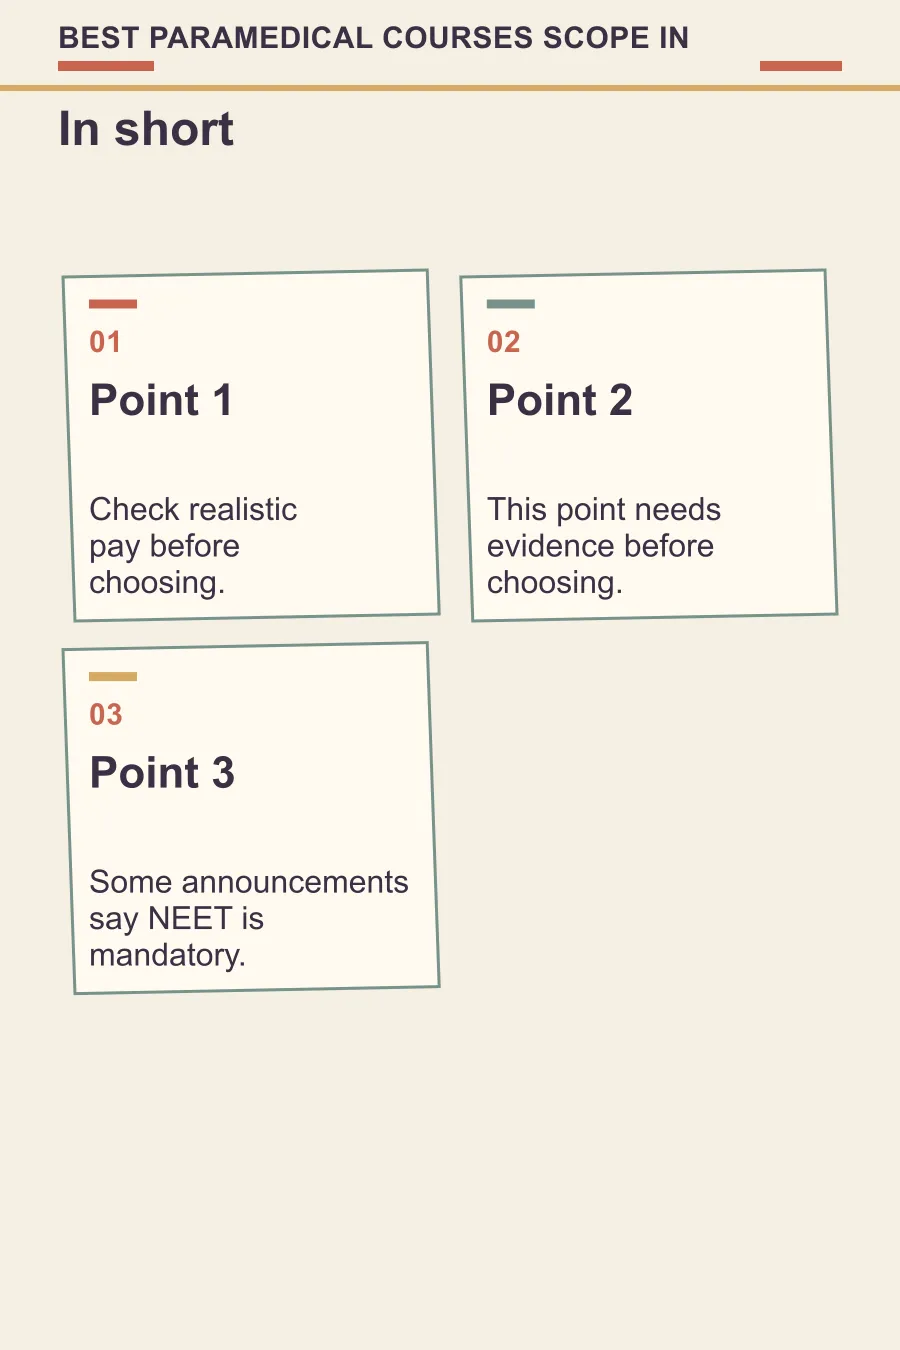 BEST PARAMEDICAL COURSES SCOPE IN
In short
01
Point 1
Check realistic
pay before
choosing.
02
Point 2
This point needs
evidence before
choosing.
03
Point 3
Some announcements
say NEET is
mandatory.